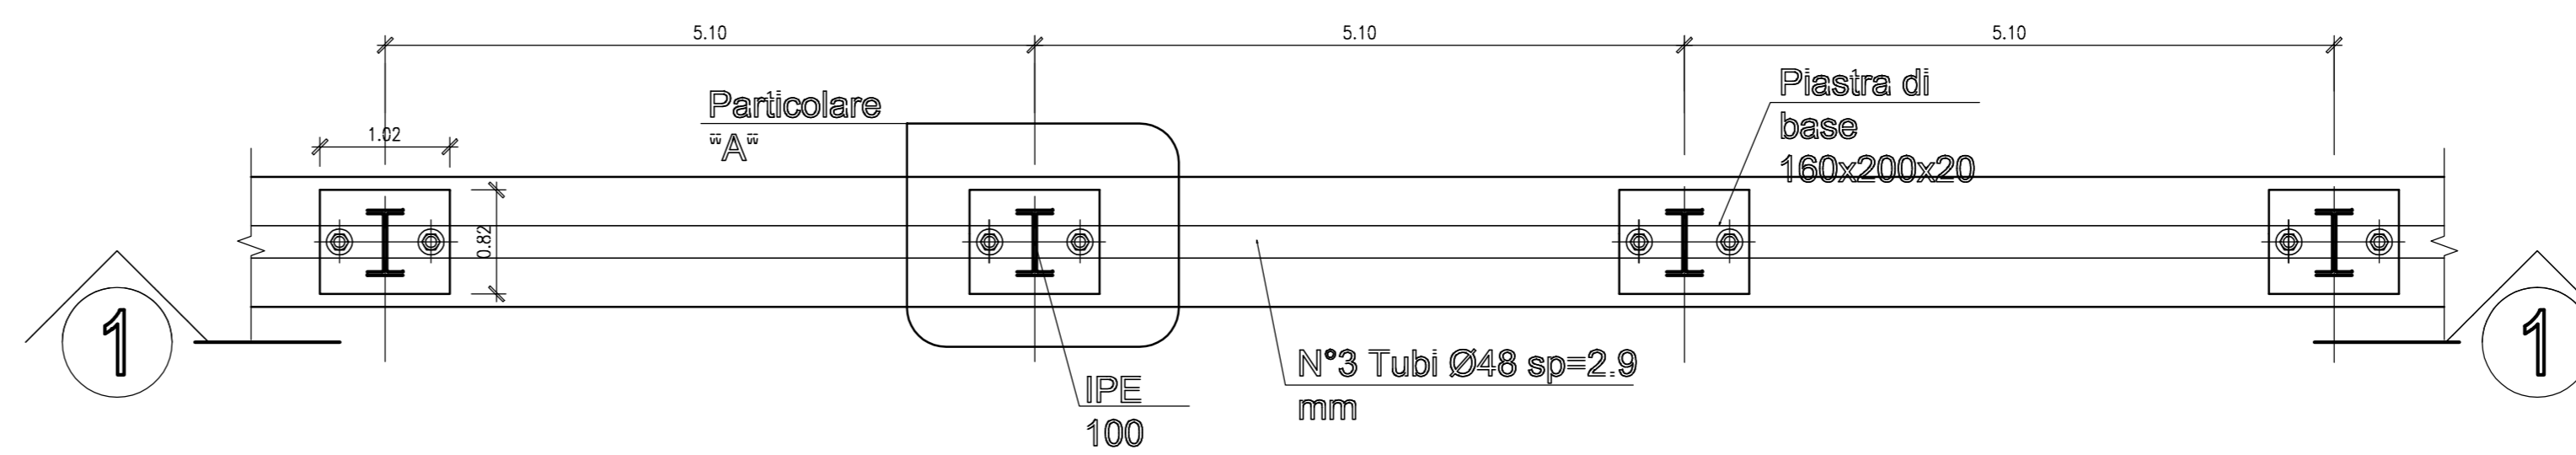 5.10
5.10
5.10
Particolare
"A"
Piastra di
base
160x200x20
1.02
0.82
1
1
N°3 Tubi Ø48 sp=2.9
mm
IPE
100